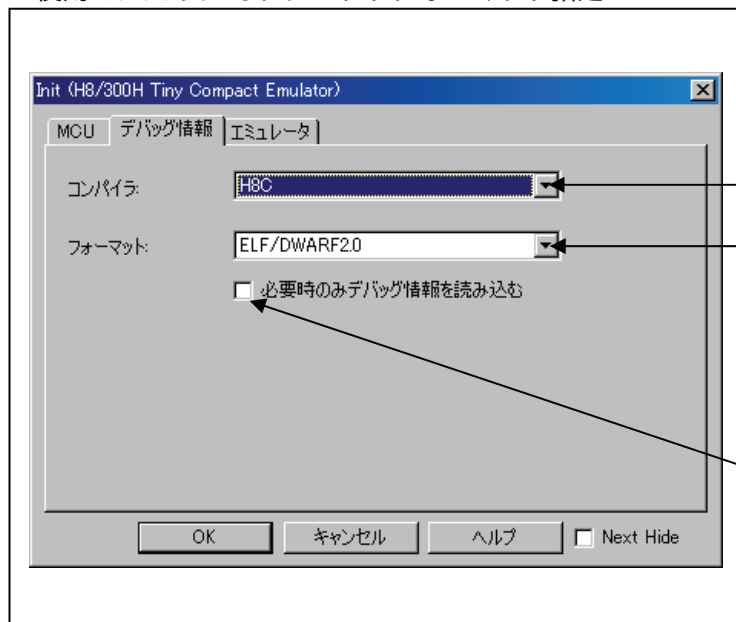 Init (H8/300H Tiny Compact Emulator)
MCU デバッグ情報 エミュレータ
コンパイラ: H8C
フォーマット: ELF/DWARF2.0
必要時のみデバッグ情報を読み込む
OK キャンセル ヘルプ Next Hide